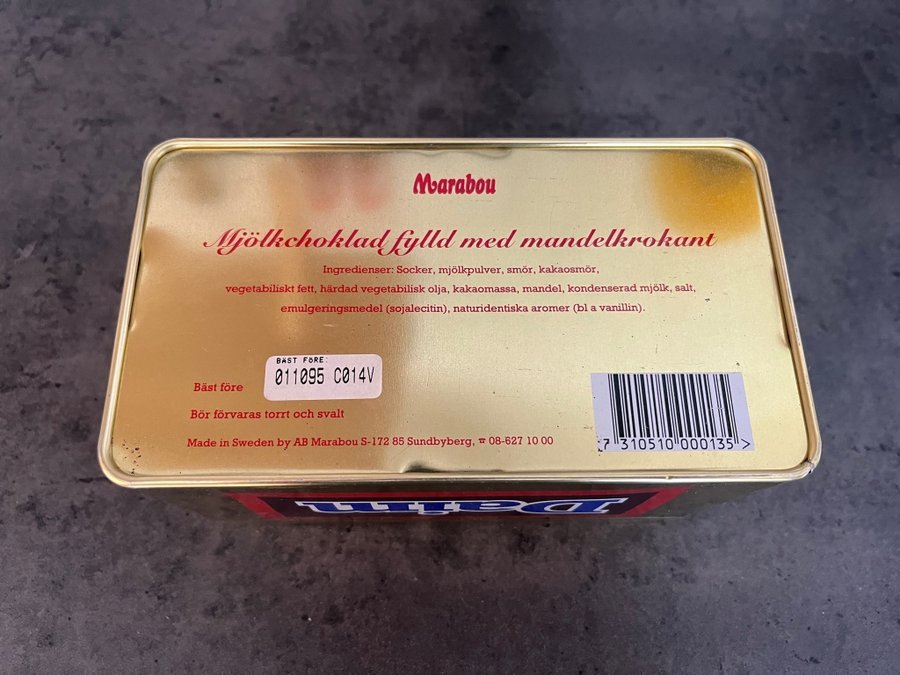 Marabou
Mjölkchoklad fylld med mandelkrokant
Ingredienser: Socker, mjölkpulver, smör, kakaosmör,
vegetabiliskt fett, härdad vegetabilisk olja, kakaomassa, mandel, kondenserad mjölk, salt,
emulgeringsmedel (sojalecitin), naturidentiska aromer (bl a vanillin).
BÄST FÖRE:
Bäst före 011095 C014V
Bör förvaras torrt och svalt
Made in Sweden by AB Marabou S-172 85 Sundbyberg, ☎ 08-627 10 00
7 310510 000135 >
Daim